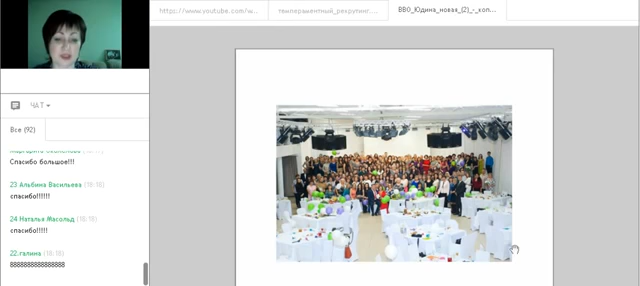 https://www.youtube.com/w...
темпераментный_рекрутинг....
ВВО_Юдина_новая_(2)_-_коп...
ЧАТ
Все (92)
Спасибо большое!!!
23 Альбина Васильева (18:18)
спасибо!!!!!!
24 Наталья Масольд (18:18)
спасибо!!!!!
22.галина (18:18)
8888888888888888